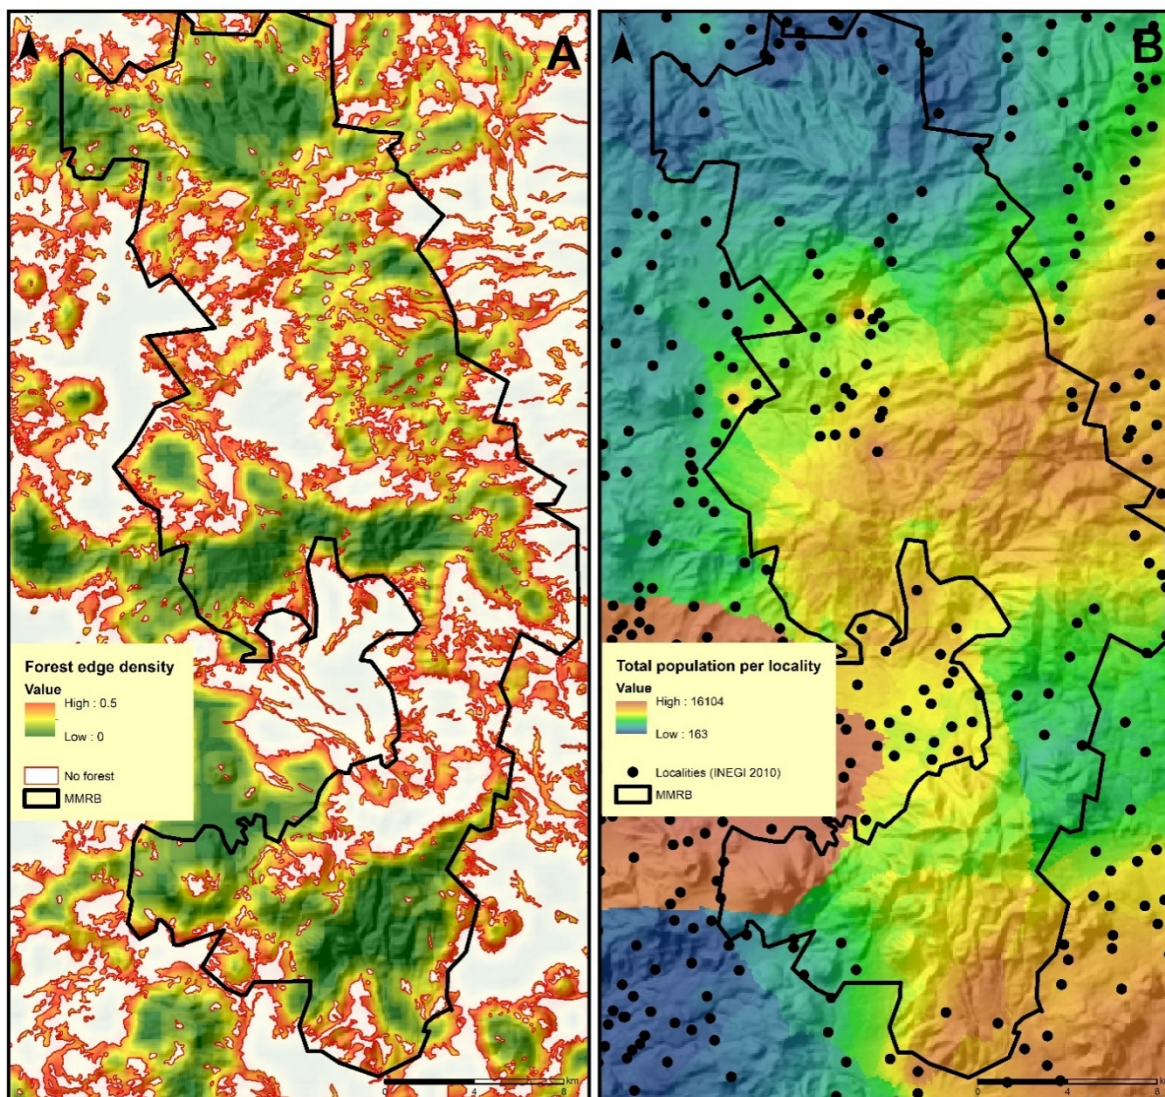 N
A
Forest edge density
Value
High : 0.5
Low : 0
No forest
MMRB
0 4 8
km
N
B
Total population per locality
Value
High : 16104
Low : 163
Localities (INEGI 2010)
MMRB
0 4 8
km